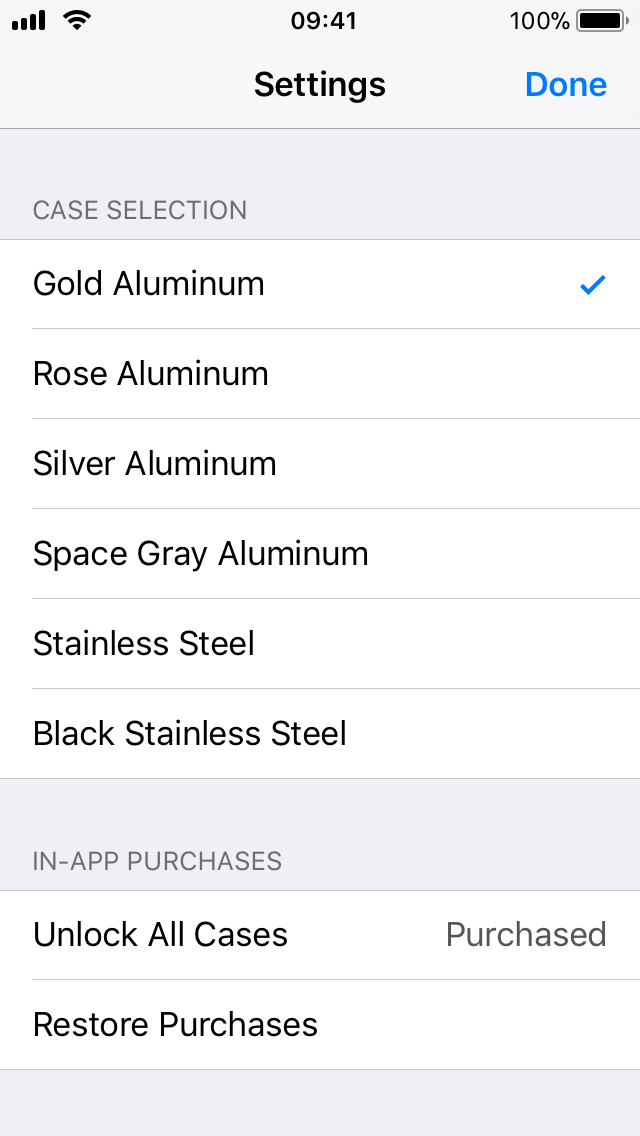 09:41 100%
Settings Done
CASE SELECTION
Gold Aluminum
Rose Aluminum
Silver Aluminum
Space Gray Aluminum
Stainless Steel
Black Stainless Steel
IN-APP PURCHASES
Unlock All Cases Purchased
Restore Purchases